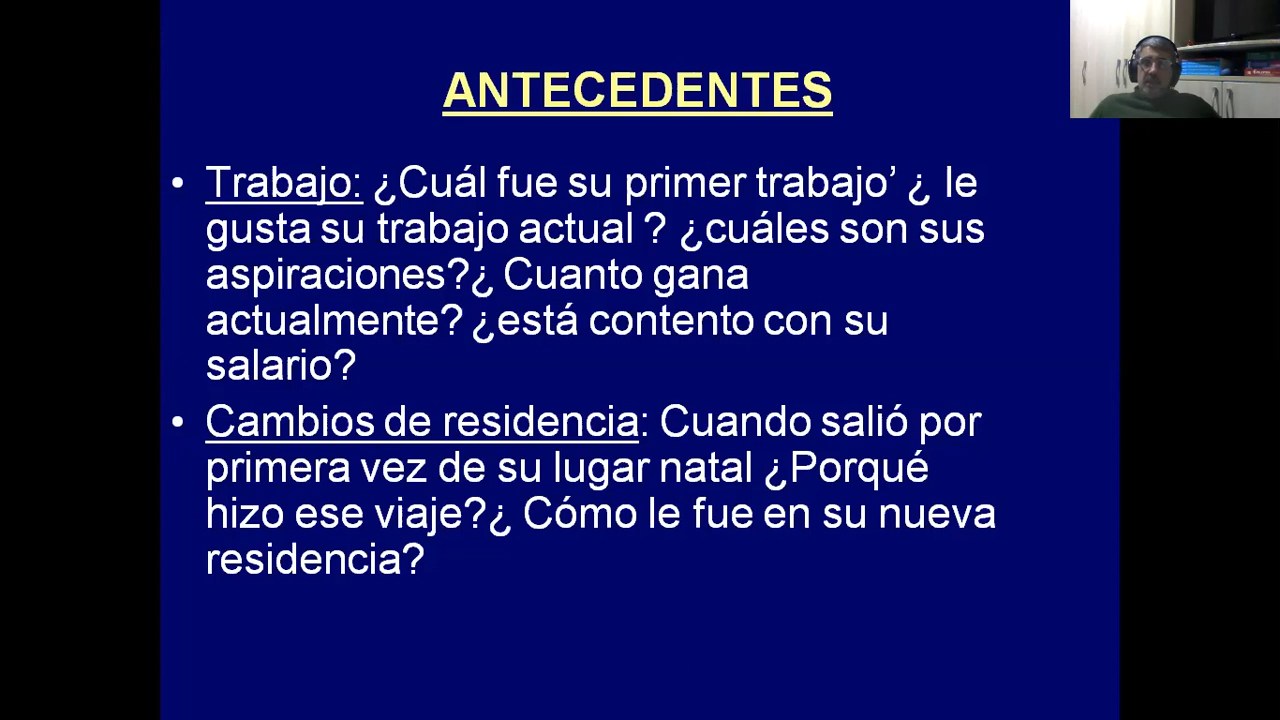 ANTECEDENTES
• Trabajo: ¿Cuál fue su primer trabajo’ ¿ le
gusta su trabajo actual ? ¿cuáles son sus
aspiraciones?¿ Cuanto gana
actualmente? ¿está contento con su
salario?
• Cambios de residencia: Cuando salió por
primera vez de su lugar natal ¿Porqué
hizo ese viaje?¿ Cómo le fue en su nueva
residencia?